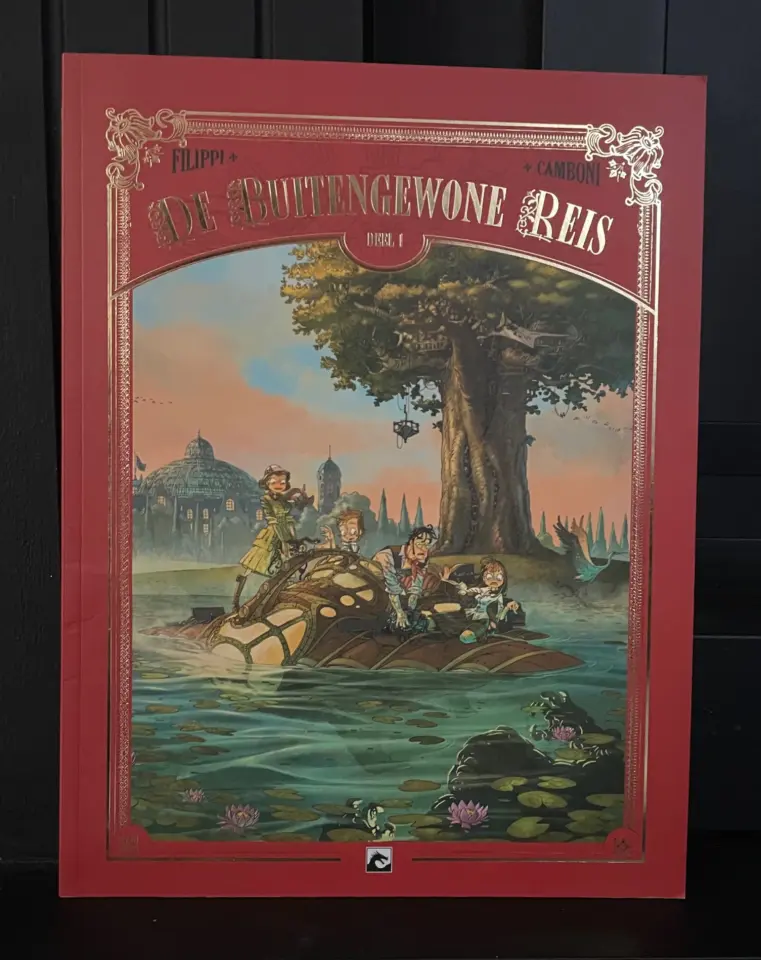 FILIPPI
CAMBONI
DE BUITENGEWONE REIS
DEEL 1